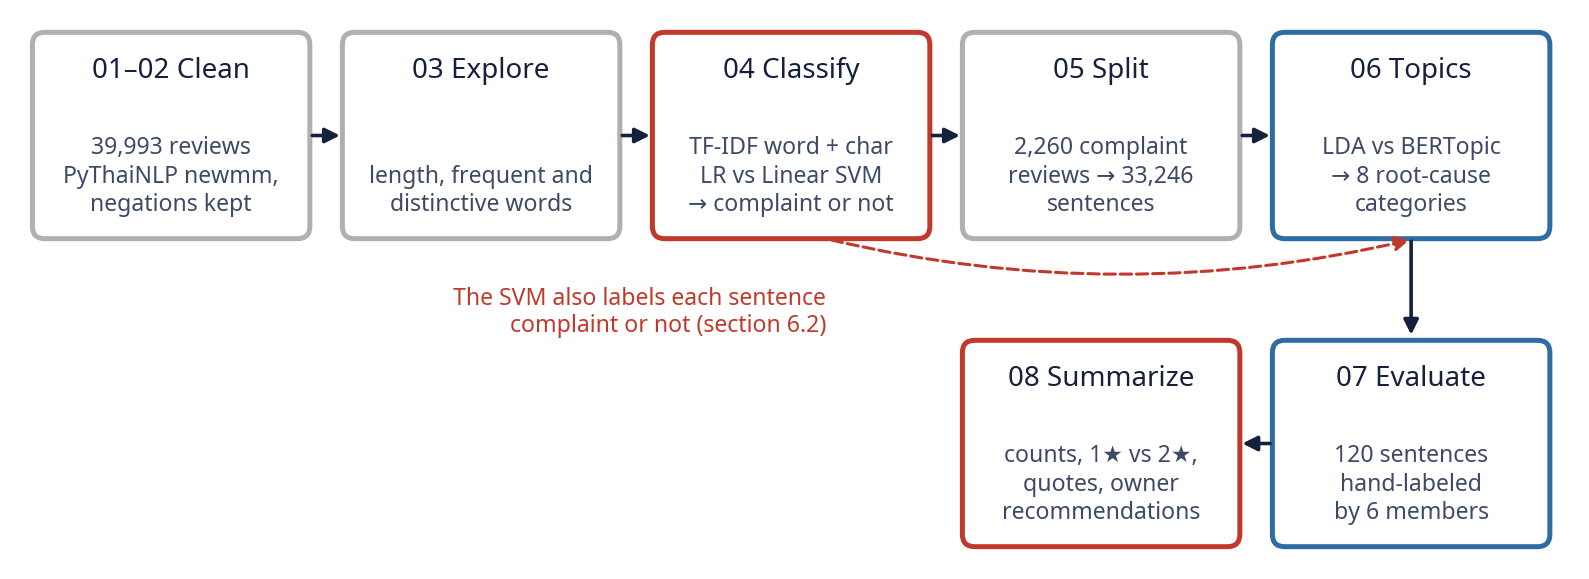 01–02 Clean
39,993 reviews
PyThaiNLP newmm,
negations kept
03 Explore
length, frequent and
distinctive words
04 Classify
TF-IDF word + char
LR vs Linear SVM
→ complaint or not
05 Split
2,260 complaint
reviews → 33,246
sentences
06 Topics
LDA vs BERTopic
→ 8 root-cause
categories
The SVM also labels each sentence
complaint or not (section 6.2)
08 Summarize
counts, 1★ vs 2★,
quotes, owner
recommendations
07 Evaluate
120 sentences
hand-labeled
by 6 members